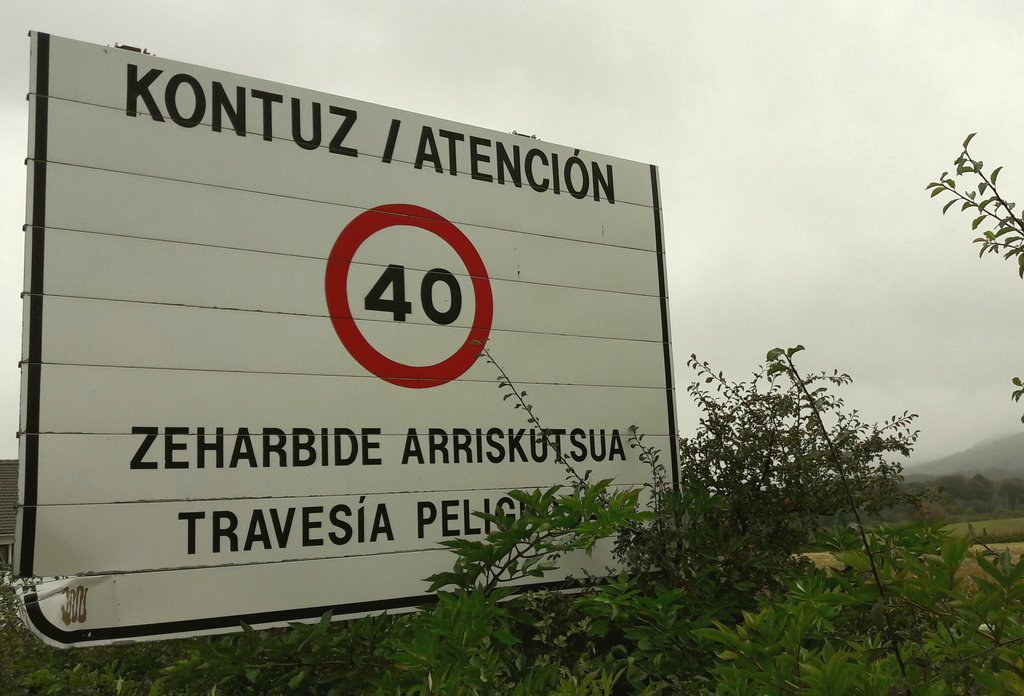 KONTUZ / ATENCIÓN
40
ZEHARBIDE ARRISKUTSUA
TRAVESÍA